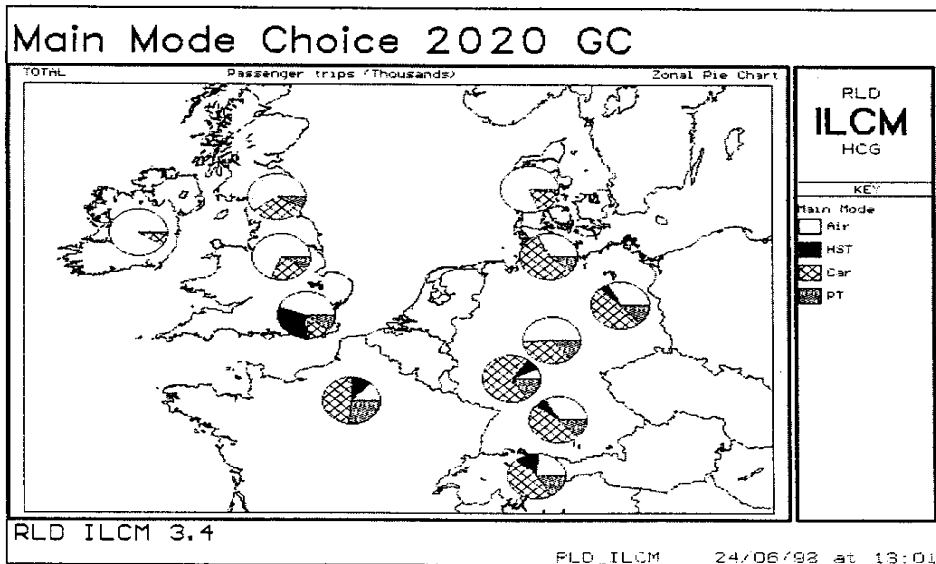 Main Mode Choice 2020 GC
TOTAL Passenger trips (Thousands) Zonal Pie Chart
RLD
ILCM
HCG
KEY
Main Mode
Air
HST
Car
PT
RLD ILCM 3.4
RLD_ILCM 24/06/98 at 13:01